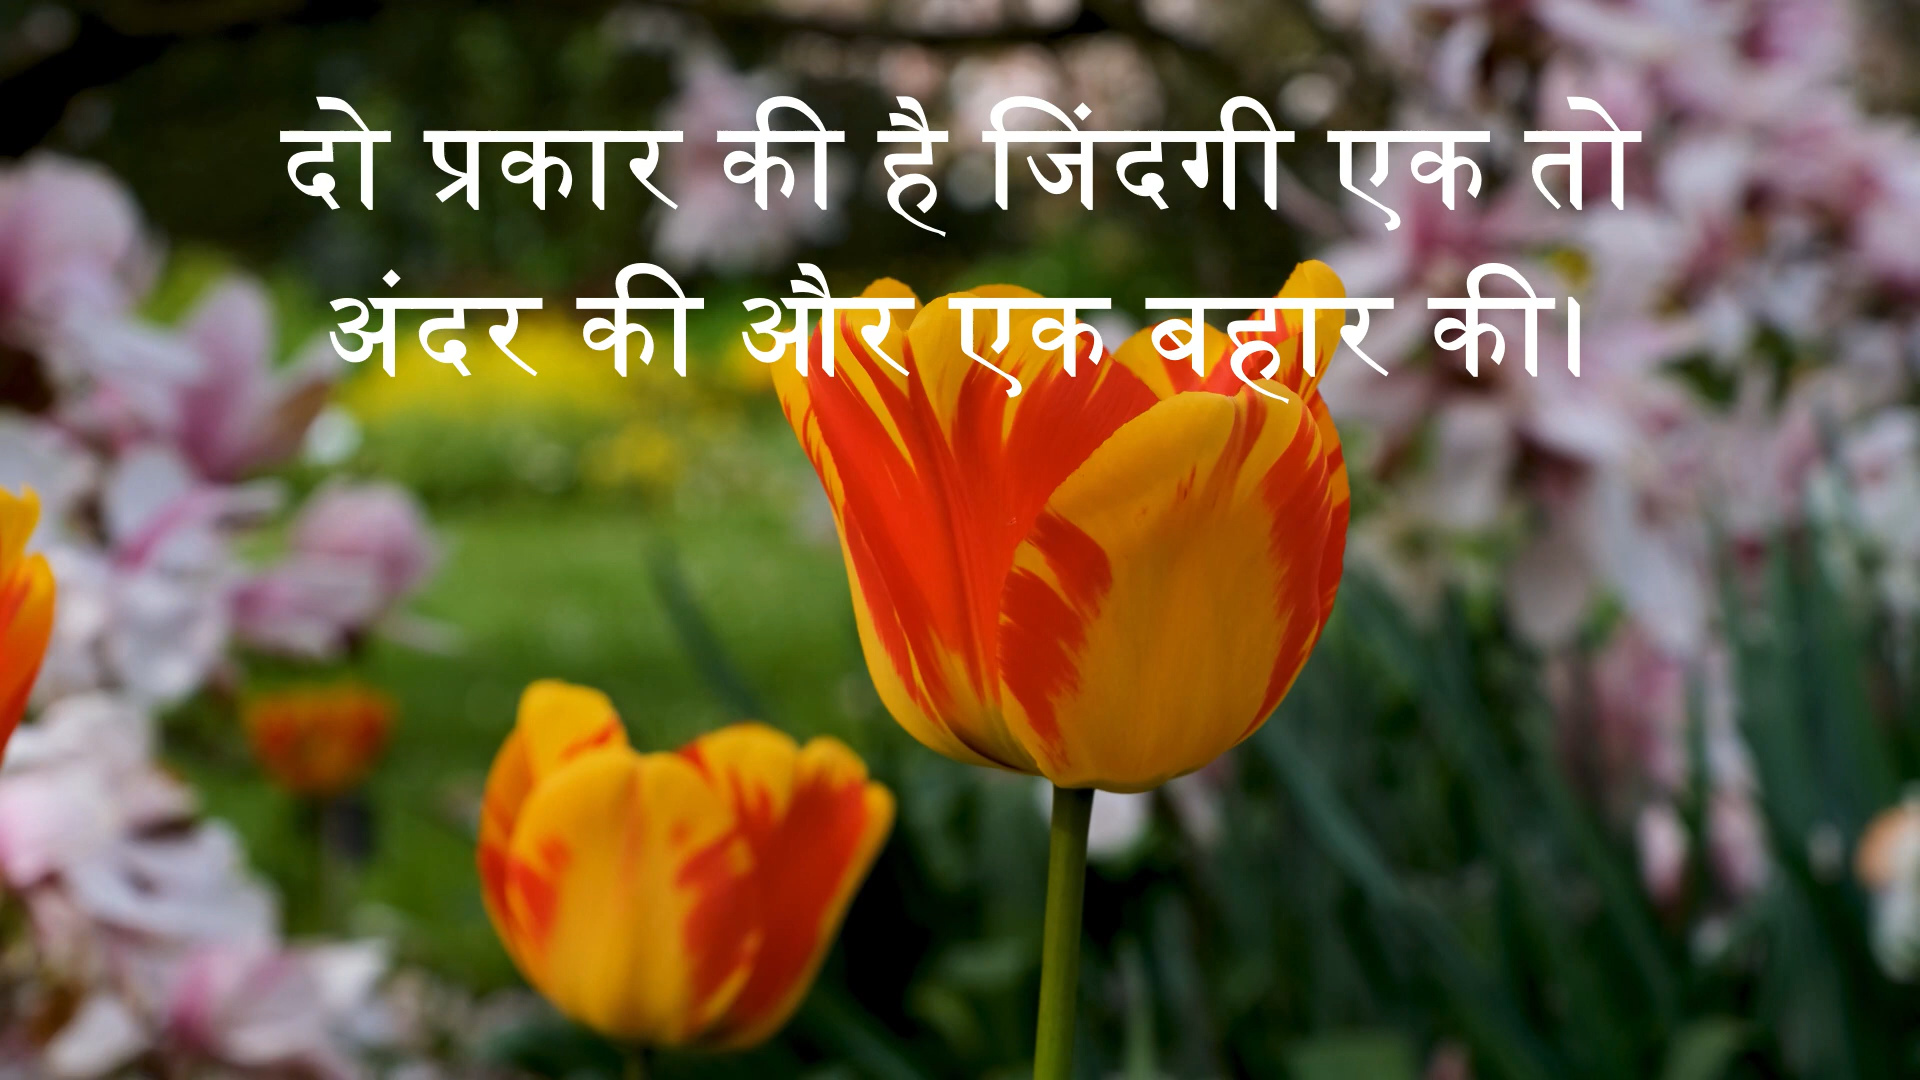 दो प्रकार की है जिंदगी एक तो
अंदर की और एक बहार की।